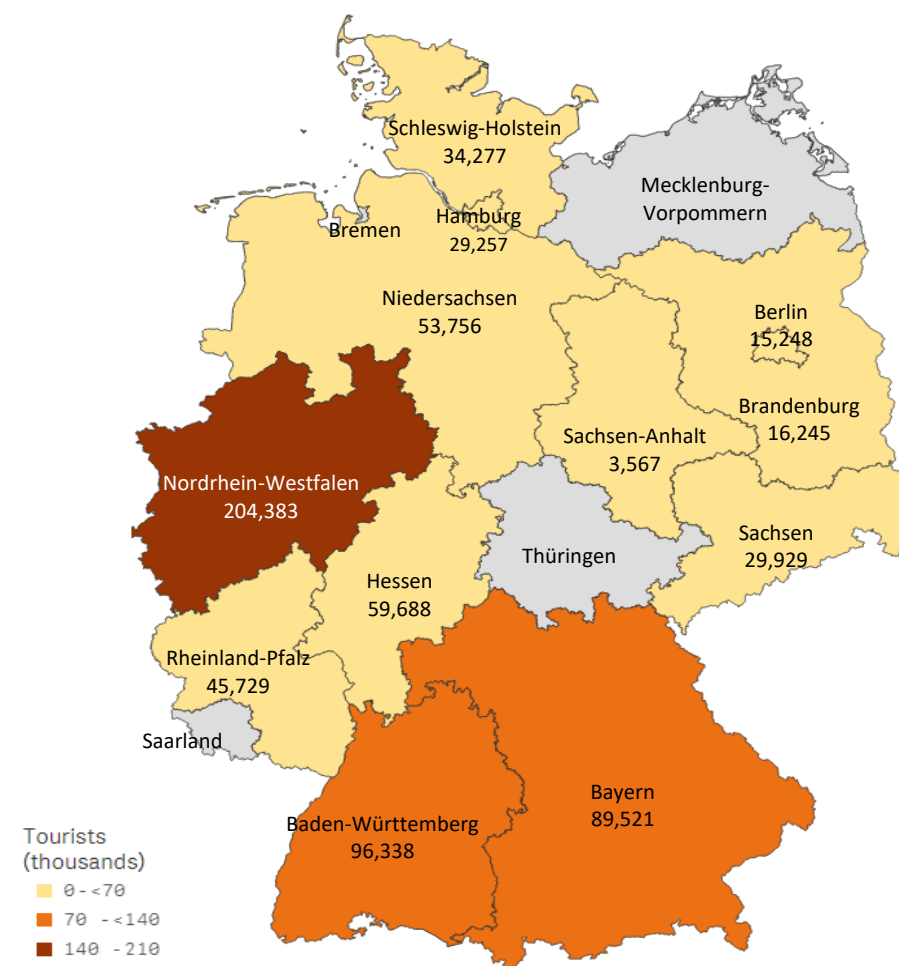 Schleswig-Holstein
34,277
Mecklenburg-
Vorpommern
Hamburg
29,257
Bremen
Niedersachsen
53,756
Berlin
15,248
Brandenburg
16,245
Sachsen-Anhalt
3,567
Nordrhein-Westfalen
204,383
Sachsen
29,929
Thüringen
Hessen
59,688
Rheinland-Pfalz
45,729
Saarland
Bayern
89,521
Baden-Württemberg
96,338
Tourists
(thousands)
0-<70
70 -<140
140 -210